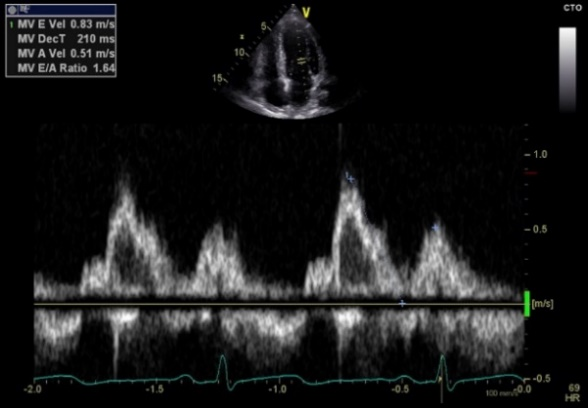 CTO
1 MV E Vel 0.83 m/s
MV DecT 210 ms
MV A Vel 0.51 m/s
MV E/A Ratio 1.64
V
5
x
10
15
1.0
0.5
[m/s]
-0.5
-2.0 -1.5 -1.0 -0.5 0.0
100 mm/s
69
HR